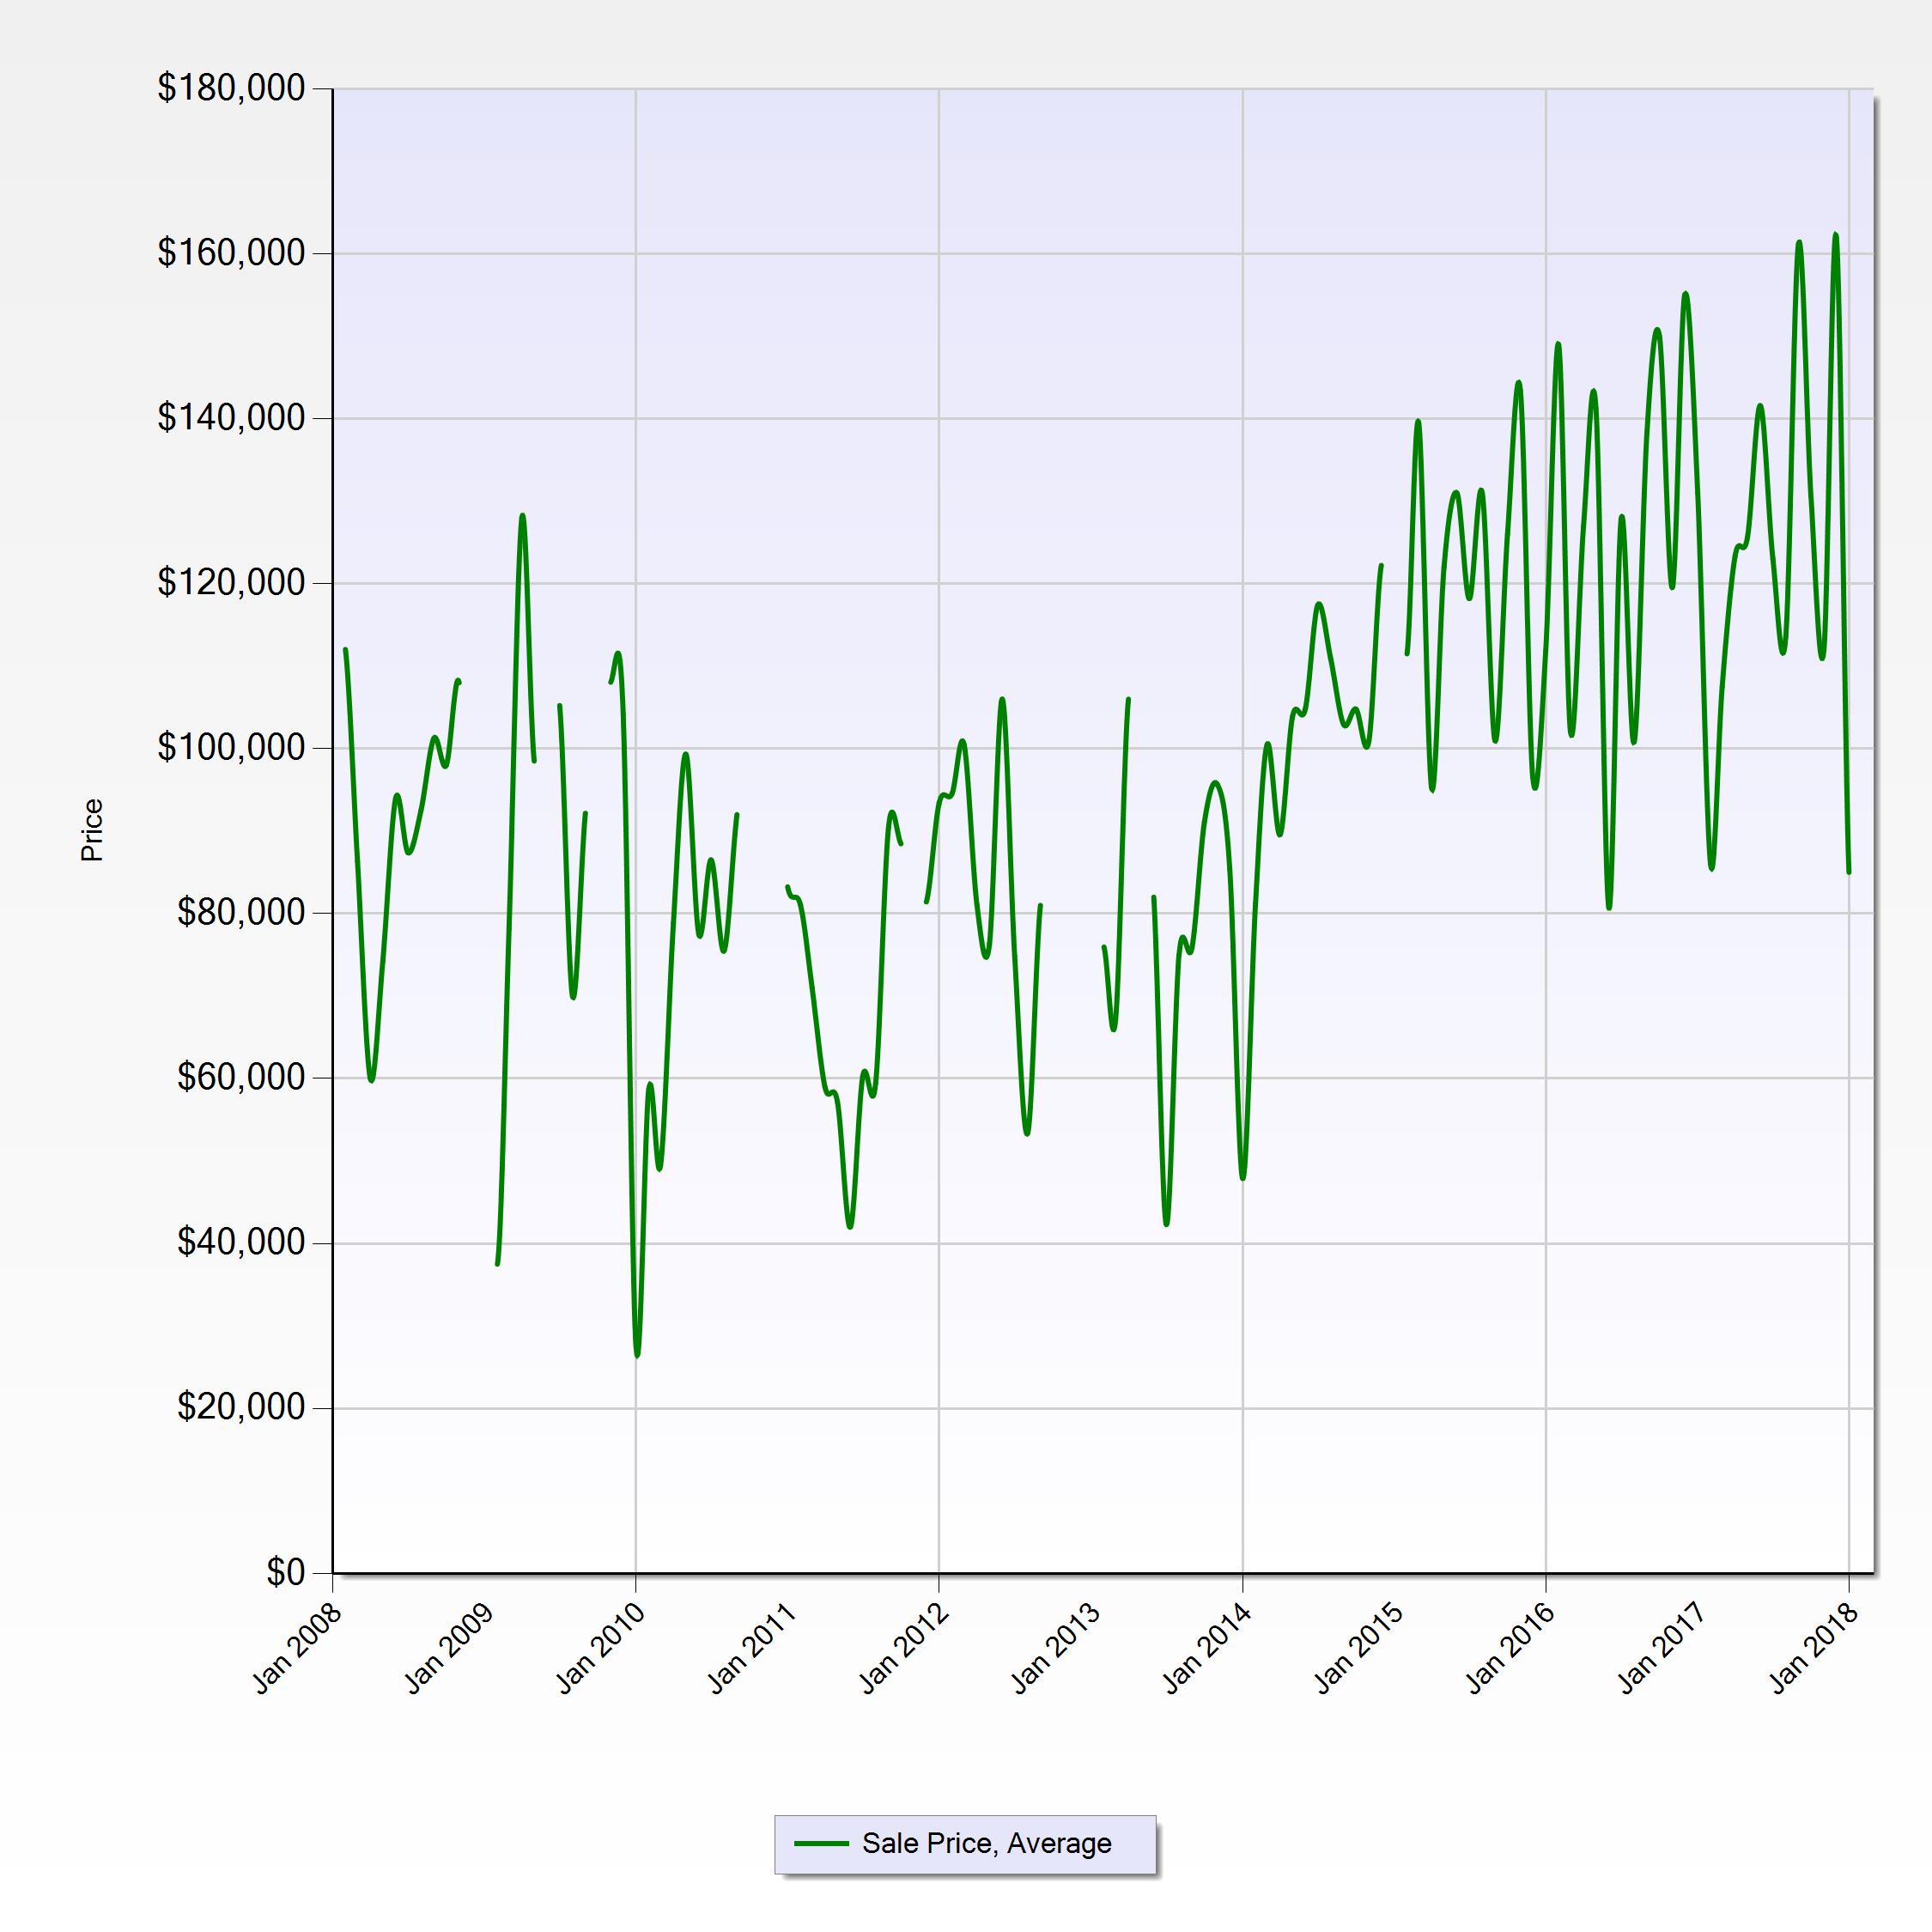 $180,000
$160,000
$140,000
$120,000
$100,000
$80,000
$60,000
$40,000
$20,000
$0
Price
Jan 2008
Jan 2009
Jan 2010
Jan 2011
Jan 2012
Jan 2013
Jan 2014
Jan 2015
Jan 2016
Jan 2017
Jan 2018
Sale Price, Average